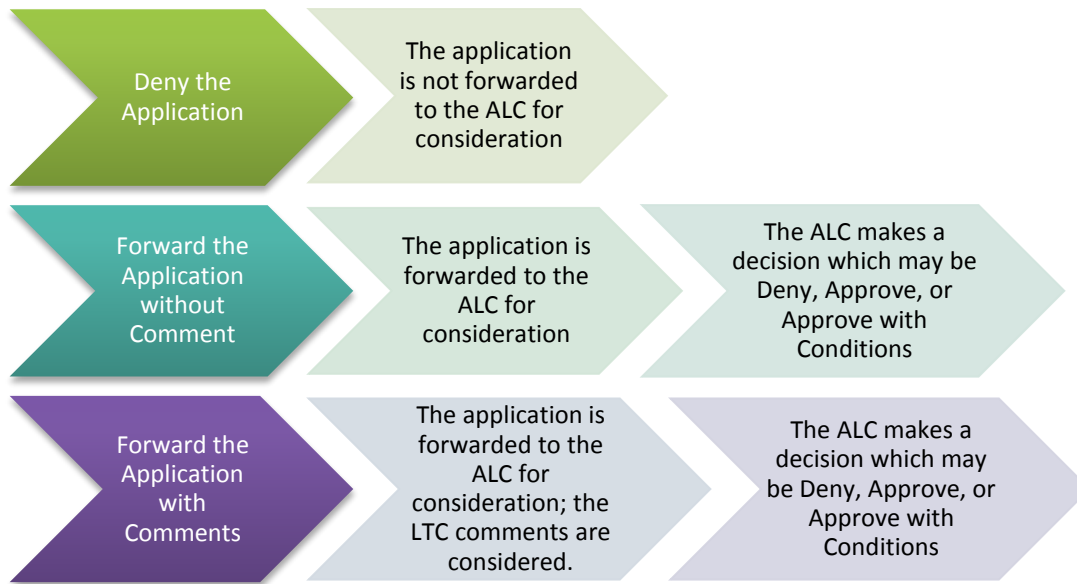 Deny the
Application
The application
is not forwarded
to the ALC for
consideration
Forward the
Application
without
Comment
The application is
forwarded to the
ALC for
consideration
The ALC makes a
decision which may be
Deny, Approve, or
Approve with
Conditions
Forward the
Application
with
Comments
The application is
forwarded to the
ALC for
consideration; the
LTC comments are
considered.
The ALC makes a
decision which may
be Deny, Approve, or
Approve with
Conditions